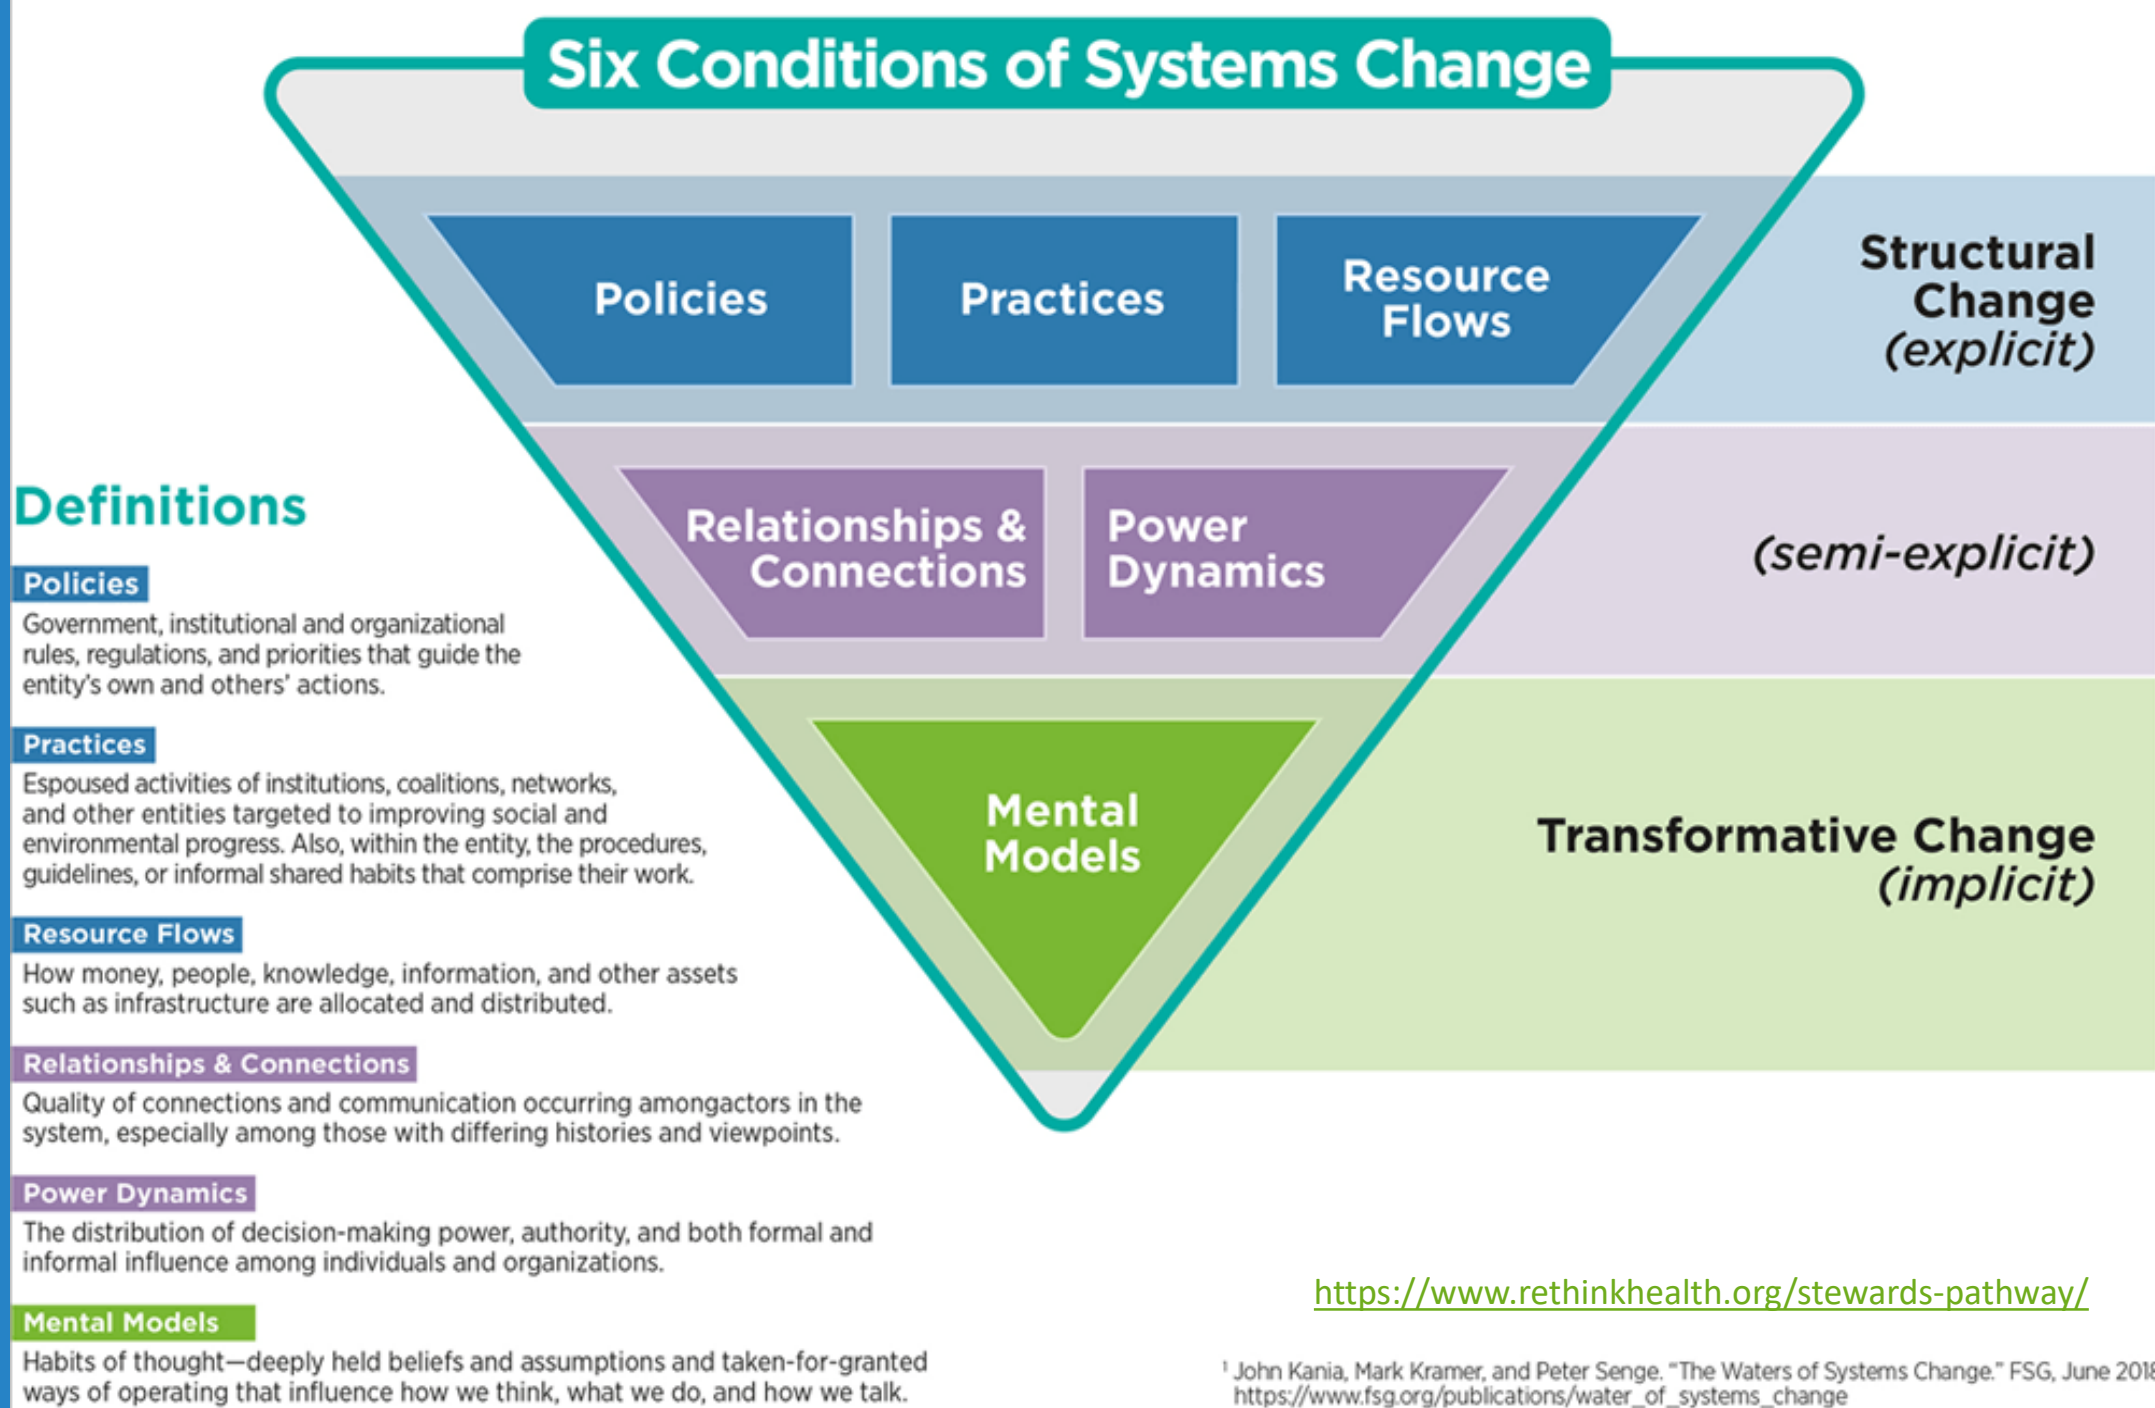 Six Conditions of Systems Change
Policies
Practices
Resource
Flows
Structural
Change
(explicit)
Relationships &
Connections
Power
Dynamics
(semi-explicit)
Mental
Models
Transformative Change
(implicit)
Definitions
Policies
Government, institutional and organizational
rules, regulations, and priorities that guide the
entity's own and others' actions.
Practices
Espoused activities of institutions, coalitions, networks,
and other entities targeted to improving social and
environmental progress. Also, within the entity, the procedures,
guidelines, or informal shared habits that comprise their work.
Resource Flows
How money, people, knowledge, information, and other assets
such as infrastructure are allocated and distributed.
Relationships & Connections
Quality of connections and communication occurring amongactors in the
system, especially among those with differing histories and viewpoints.
Power Dynamics
The distribution of decision-making power, authority, and both formal and
informal influence among individuals and organizations.
Mental Models
Habits of thought—deeply held beliefs and assumptions and taken-for-granted
ways of operating that influence how we think, what we do, and how we talk.
https://www.rethinkhealth.org/stewards-pathway/
¹ John Kania, Mark Kramer, and Peter Senge. “The Waters of Systems Change.” FSG, June 2018
https://www.fsg.org/publications/water_of_systems_change